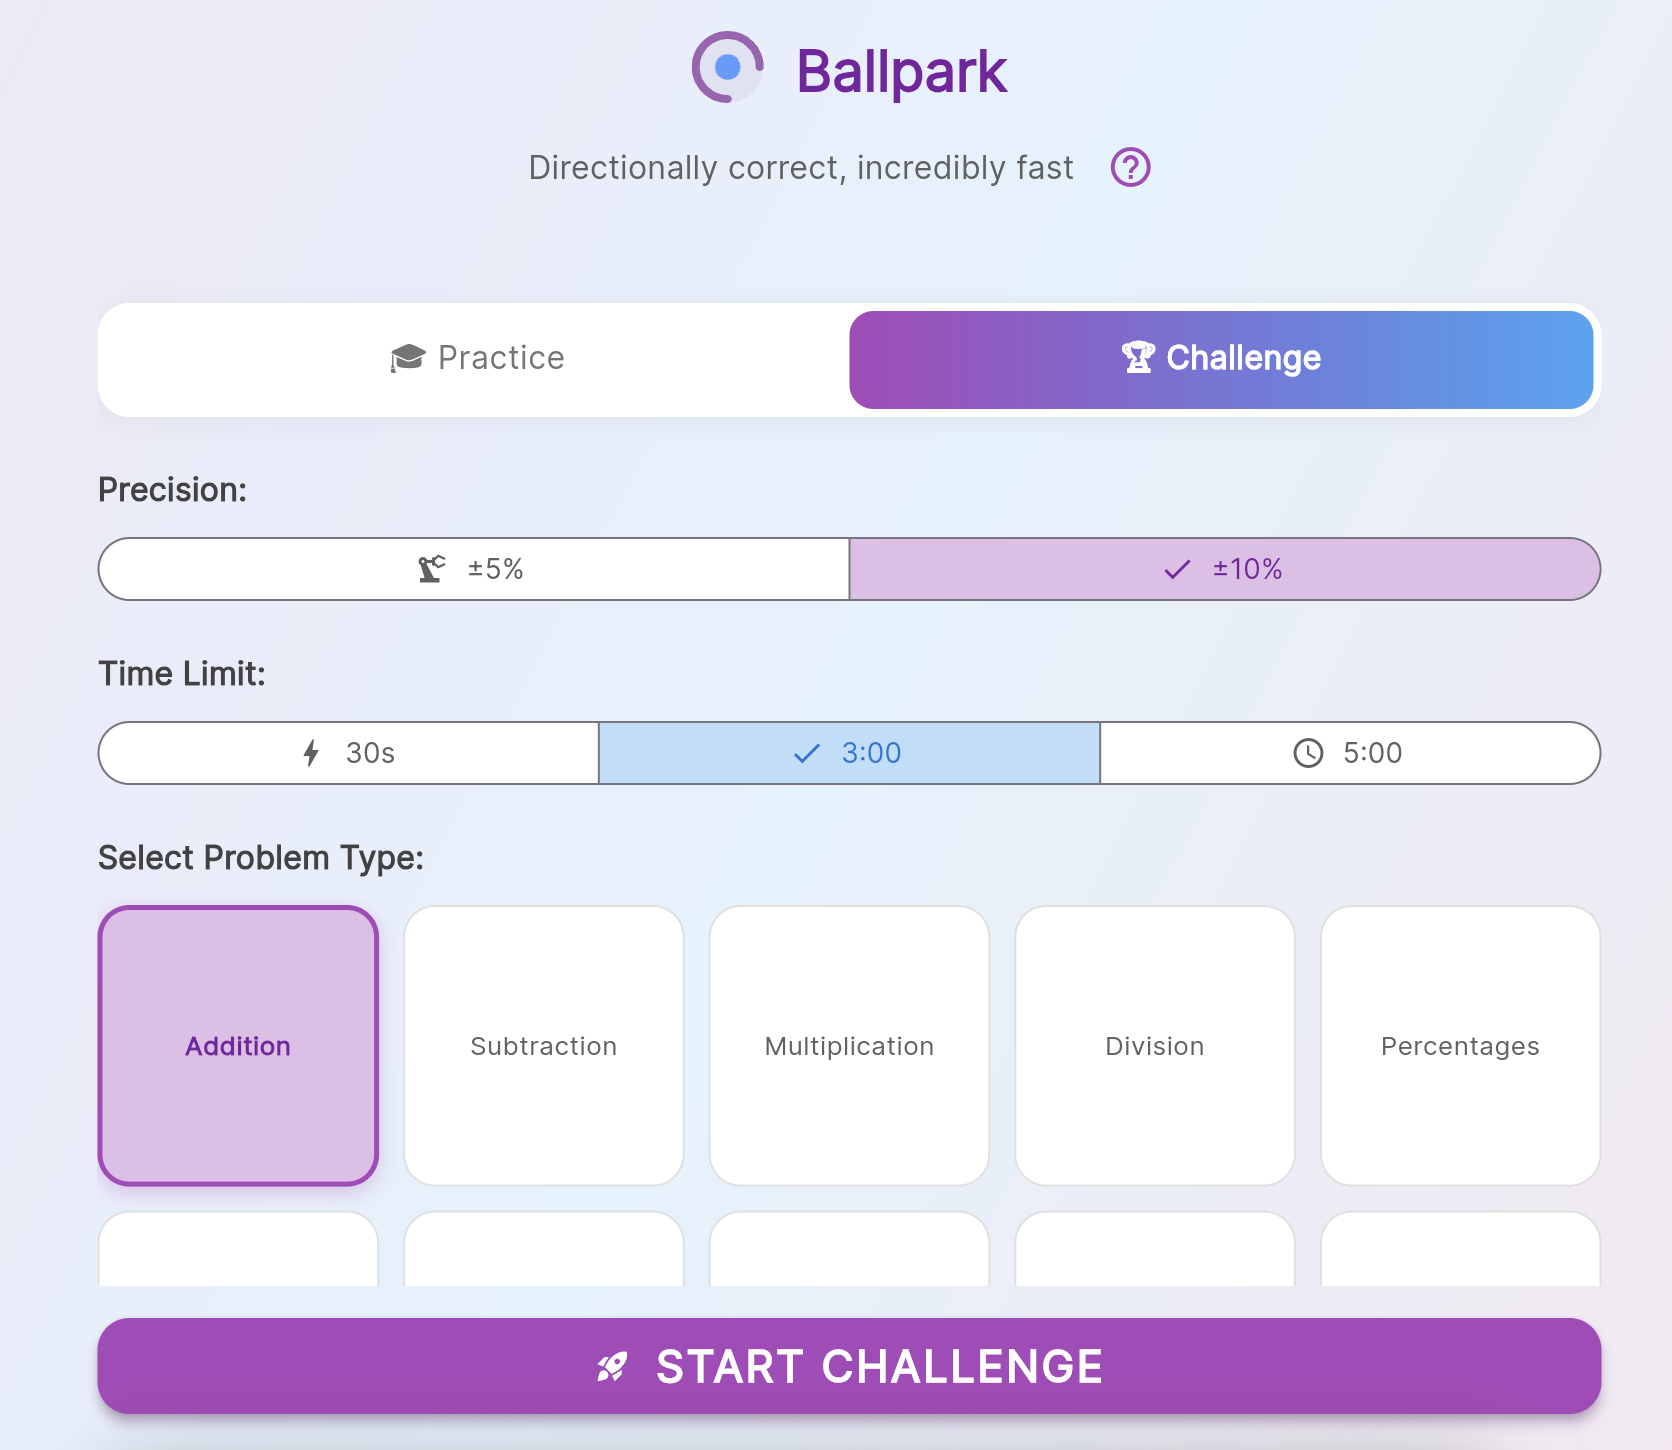 Ballpark
Directionally correct, incredibly fast ?
Practice
Challenge
Precision:
±5%
±10%
Time Limit:
30s
3:00
5:00
Select Problem Type:
Addition
Subtraction
Multiplication
Division
Percentages
START CHALLENGE